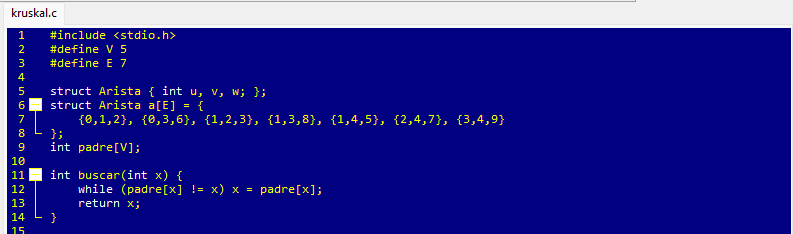 kruskal.c
1 #include <stdio.h>
2 #define V 5
3 #define E 7
4
5 struct Arista { int u, v, w; };
6 struct Arista a[E] = {
7 {0,1,2}, {0,3,6}, {1,2,3}, {1,3,8}, {1,4,5}, {2,4,7}, {3,4,9}
8 };
9 int padre[V];
10
11 int buscar(int x) {
12 while (padre[x] != x) x = padre[x];
13 return x;
14 }
15